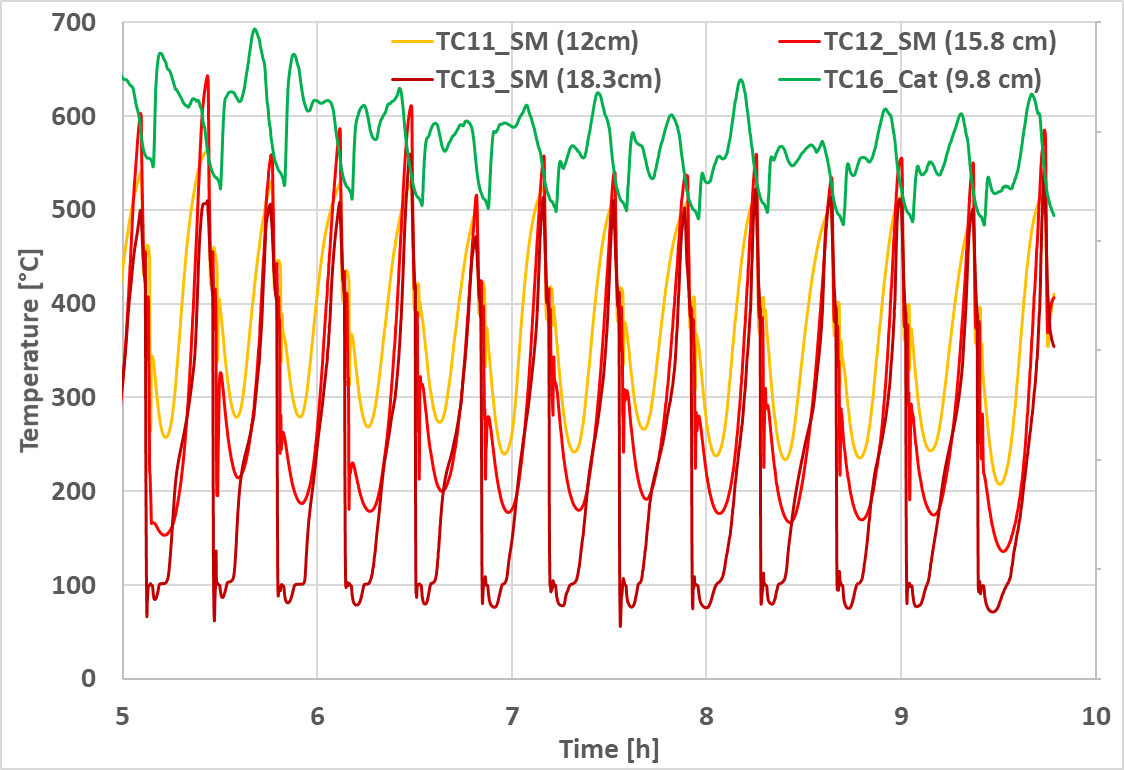 700
TC11_SM (12cm)
TC12_SM (15.8 cm)
TC13_SM (18.3cm)
TC16_Cat (9.8 cm)
600
500
400
300
200
100
0
Temperature [°C]
5
6
7
8
9
10
Time [h]